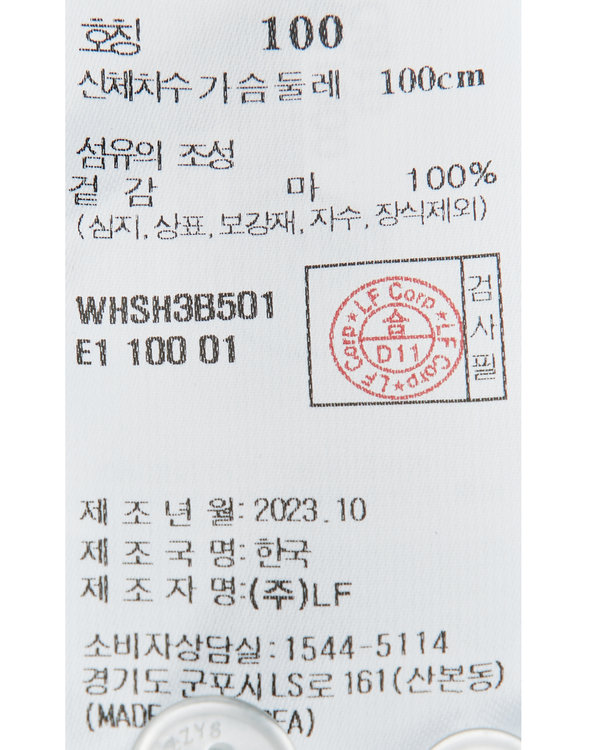 호칭 100
신체치수 가슴둘레 100cm
섬유의 조성
겉 감 마 100%
(심지, 상표, 보강재, 자수, 장식제외)
WHSH3B501
E1 100 01
LF Corp ★ LF Corp ★ LF Corp ★
合
D11
검사필
제 조 년 월: 2023.10
제 조 국 명: 한국
제 조 자 명:(주)LF
소비자상담실: 1544-5114
경기도 군포시 LS로 161(산본동)
(MADE EA)